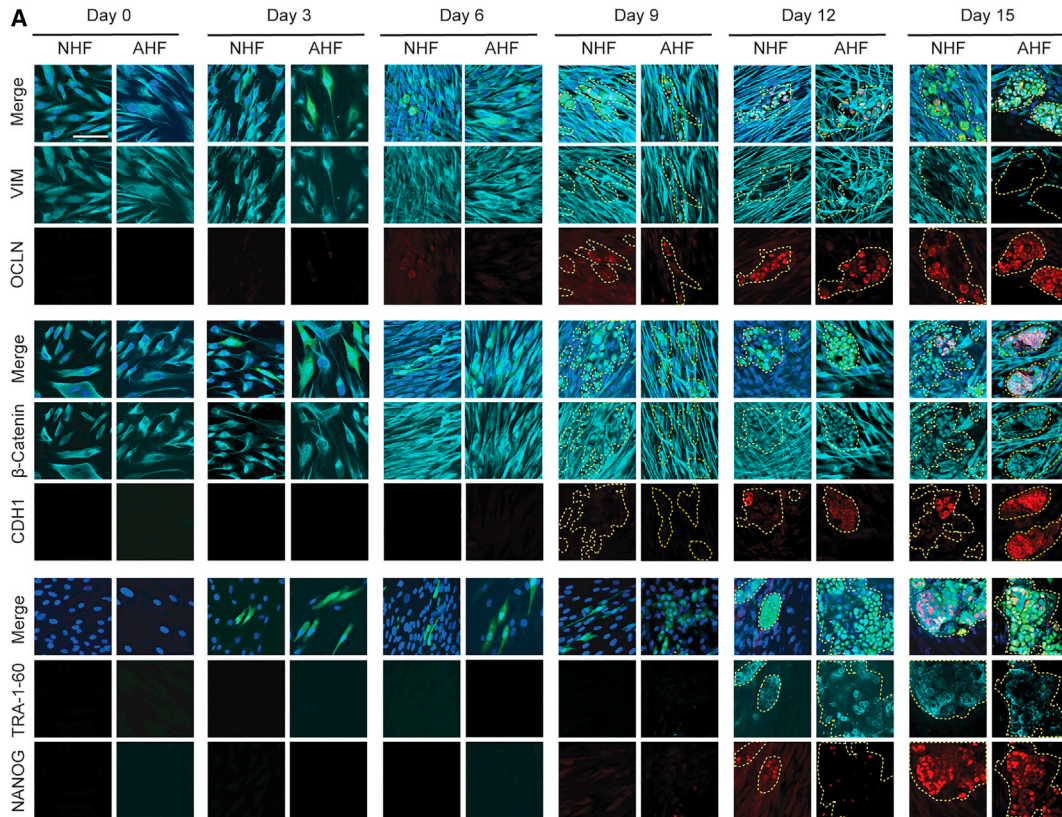 A
Day 0 Day 3 Day 6 Day 9 Day 12 Day 15
NHF AHF NHF AHF NHF AHF NHF AHF NHF AHF NHF AHF
Merge
VIM
OCLN
Merge
β-Catenin
CDH1
Merge
TRA-1-60
NANOG